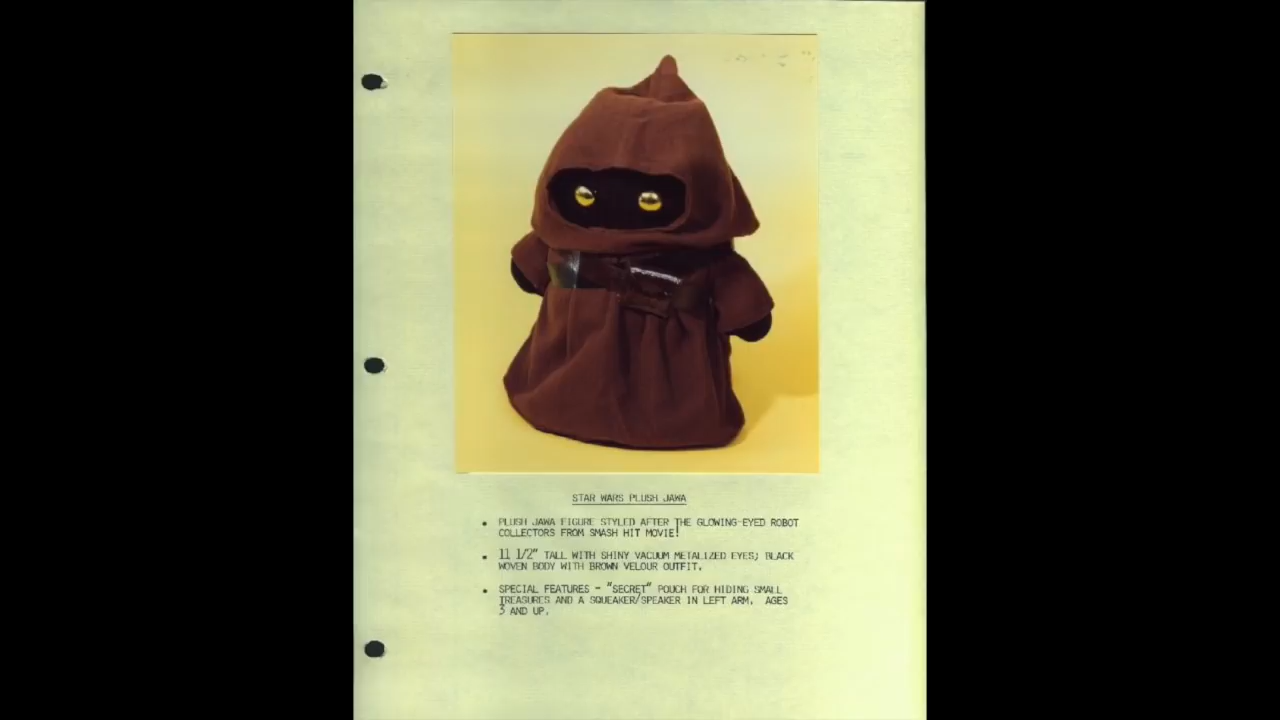 STAR WARS PLUSH JAWA
• PLUSH JAWA FIGURE STYLED AFTER THE GLOWING-EYED ROBOT
COLLECTORS FROM SMASH HIT MOVIE!
• 11 1/2" TALL WITH SHINY VACUUM METALIZED EYES; BLACK
WOVEN BODY WITH BROWN VELOUR OUTFIT.
• SPECIAL FEATURES - "SECRET" POUCH FOR HIDING SMALL
TREASURES AND A SQUEAKER/SPEAKER IN LEFT ARM. AGES
3 AND UP.